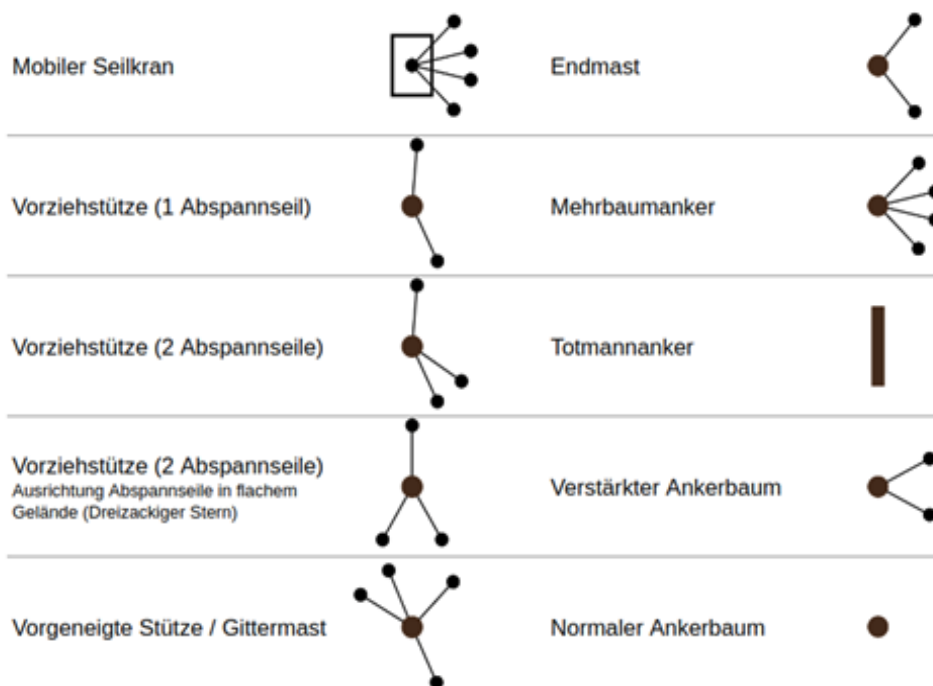 Mobiler Seilkran
Endmast
Vorziehstütze (1 Abspannseil)
Mehrbaumanker
Vorziehstütze (2 Abspannseile)
Totmannanker
Vorziehstütze (2 Abspannseile)
Ausrichtung Abspannseile in flachem
Gelände (Dreizackiger Stern)
Verstärkter Ankerbaum
Vorgeneigte Stütze / Gittermast
Normaler Ankerbaum